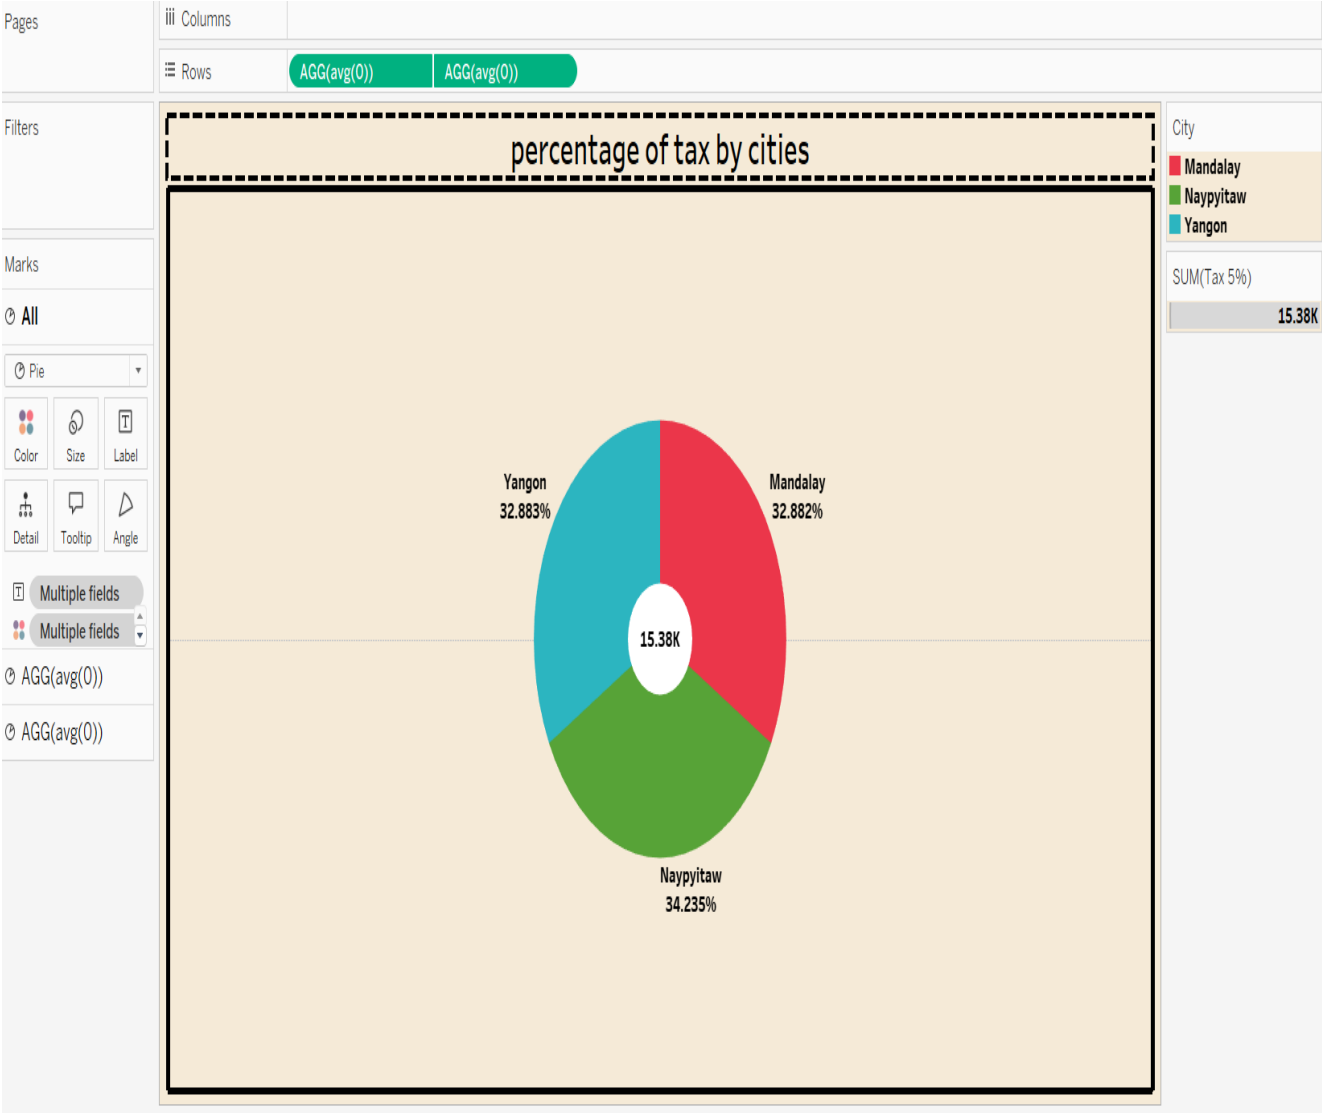 Pages
Columns
Rows
AGG(avg(0))
AGG(avg(0))
Filters
Marks
All
Pie
Color
Size
T
Label
Detail
Tooltip
Angle
T
Multiple fields
Multiple fields
AGG(avg(0))
AGG(avg(0))
percentage of tax by cities
Yangon
32.883%
Mandalay
32.882%
15.38K
Naypyitaw
34.235%
City
Mandalay
Naypyitaw
Yangon
SUM(Tax 5%)
15.38K